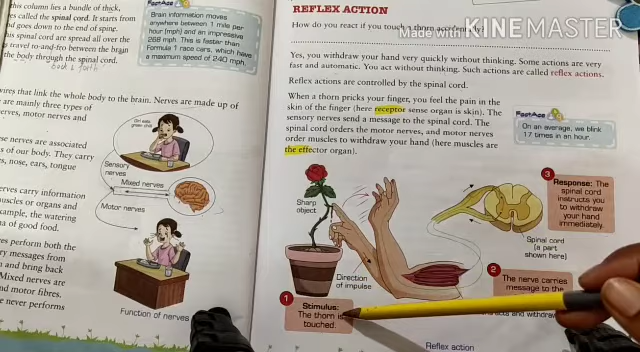 this column lies a bundle of thick,
called the spinal cord. It starts from
nd goes down to the end of spine.
his spinal cord are spread all over the
travel to-and-fro between the brain
the body through the spinal cord.
back & forth
FactAce
Brain information moves
anywhere between 1 mile per
hour (mph) and an impressive
268 mph. This is faster than
Formula 1 race cars, which have
a maximum speed of 240 mph.
ures that link the whole body to the brain. Nerves are made up of
are mainly three types of
erves, motor nerves and
se nerves are associated
s of our body. They carry
s, nose, ears, tongue
erves carry information
uscles or organs and
xample, the watering
a of good food.
es perform both the
ry messages from
and bring back
Mixed nerves are
nd motor fibres.
e never performs
Sensory
nerves
Mixed nerves
Motor nerves
Function of nerves
REFLEX ACTION
How do you react if you touch a thorn
Made with KINEMASTER
Yes, you withdraw your hand very quickly without thinking. Some actions are very
fast and automatic. You act without thinking. Such actions are called reflex actions.
Reflex actions are controlled by the spinal cord.
When a thorn pricks your finger, you feel the pain in the
skin of the finger (here receptor sense organ is skin). The
sensory nerves send a message to the spinal cord. The
spinal cord orders the motor nerves, and motor nerves
order muscles to withdraw your hand (here muscles are
the effector organ).
FactAce
On an average, we blink
17 times in an hour.
Sharp
object
Direction
of impulse
Spinal cord
(a part
shown here)
3
Response: The
spinal cord
instructs you
to withdraw
your hand
immediately.
2
The nerve carries
message to the
1
Stimulus:
The thorn is
touched.
Reflex action